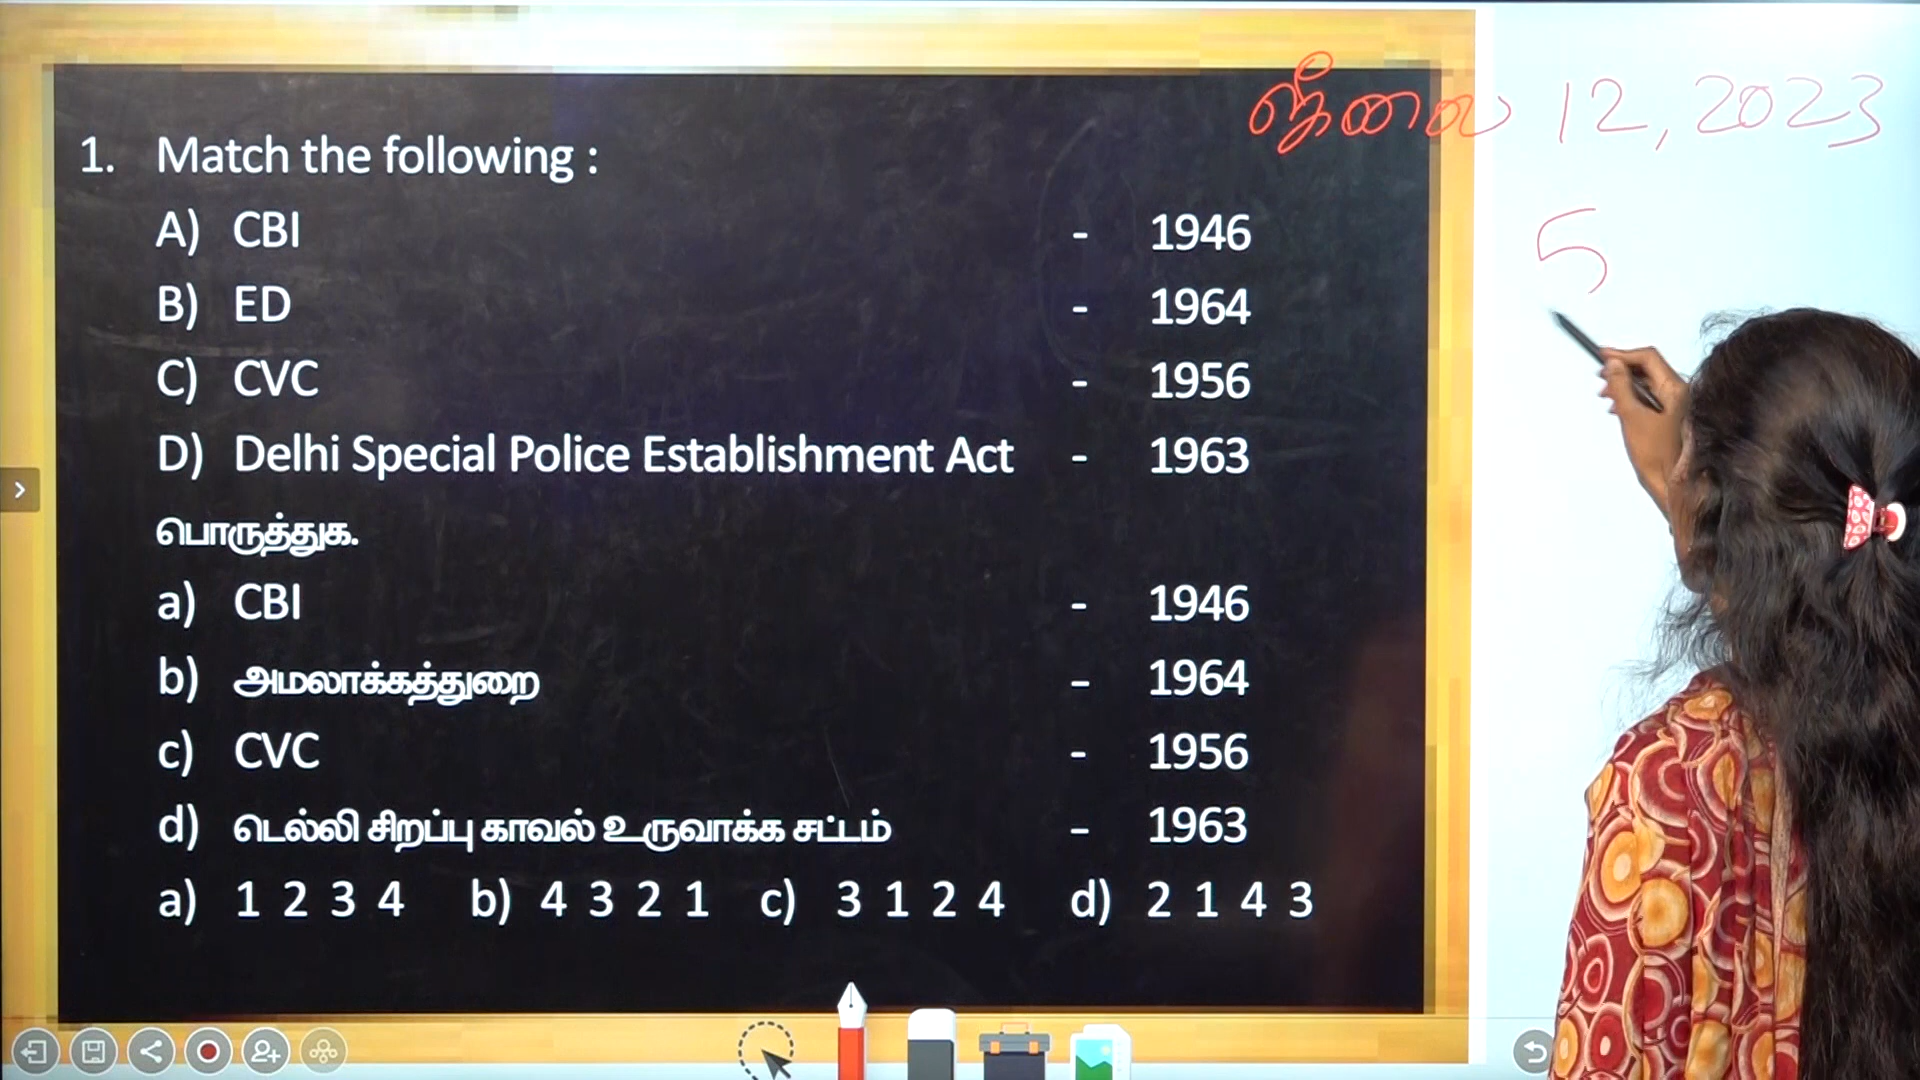 ஜீலை 12, 2023
5
1. Match the following :
A) CBI - 1946
B) ED - 1964
C) CVC - 1956
D) Delhi Special Police Establishment Act - 1963
பொருத்துக.
a) CBI - 1946
b) அமலாக்கத்துறை - 1964
c) CVC - 1956
d) டெல்லி சிறப்பு காவல் உருவாக்க சட்டம் - 1963
a) 1 2 3 4 b) 4 3 2 1 c) 3 1 2 4 d) 2 1 4 3